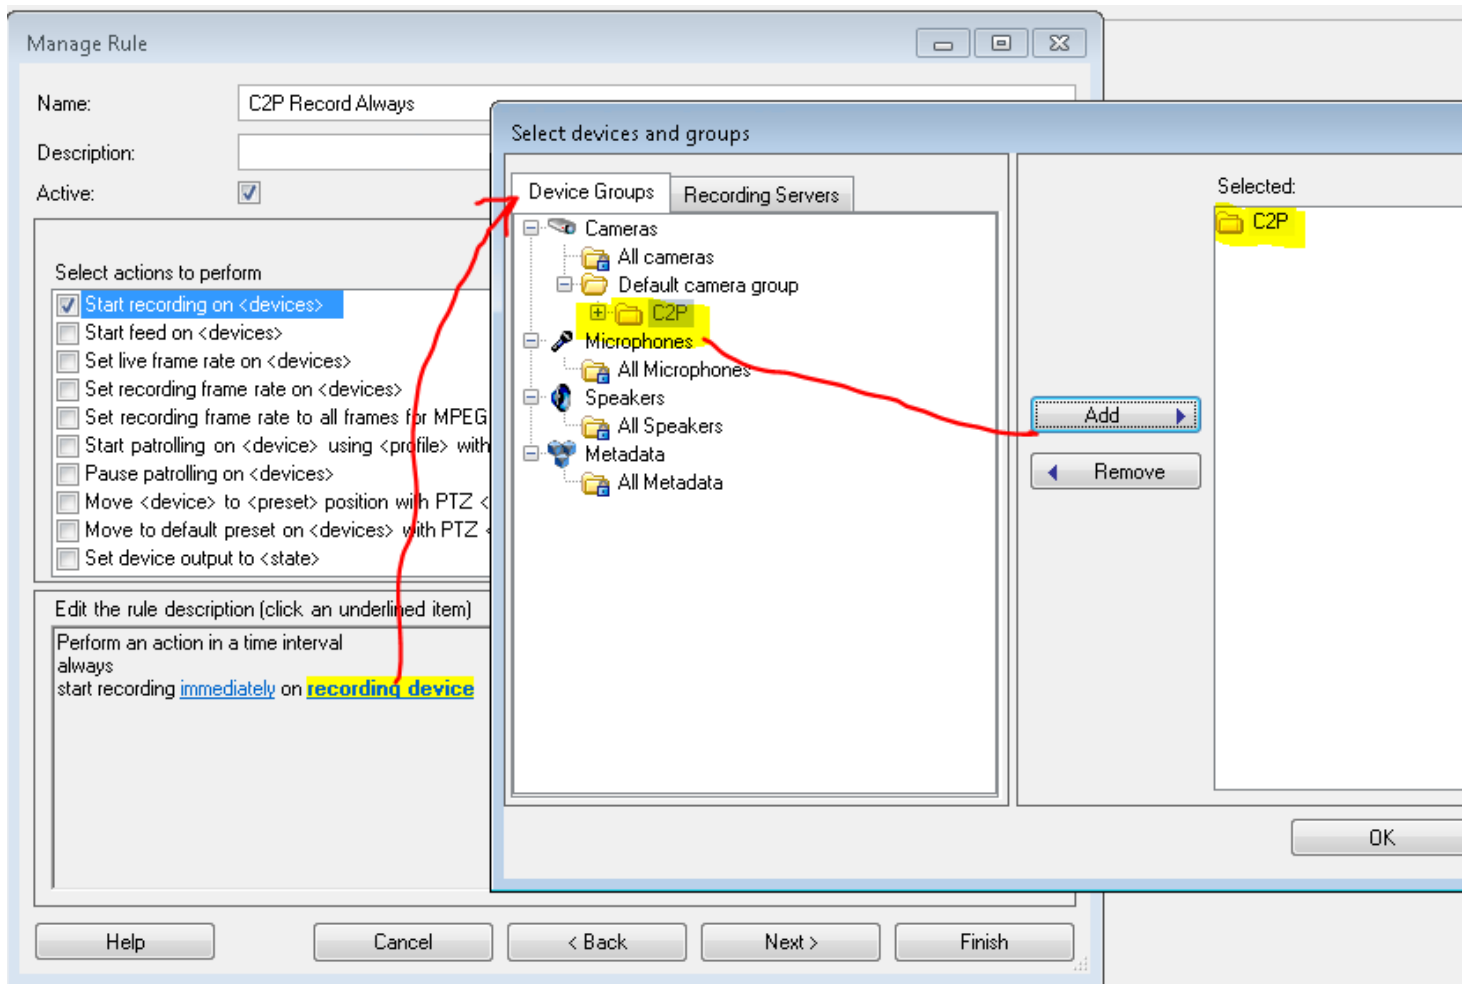 Manage Rule
Name:
C2P Record Always
Description:
Active:
Select actions to perform
Start recording on <devices>
Start feed on <devices>
Set live frame rate on <devices>
Set recording frame rate on <devices>
Set recording frame rate to all frames for MPEG
Start patrolling on <device> using <profile> with
Pause patrolling on <devices>
Move <device> to <preset> position with PTZ <
Move to default preset on <devices> with PTZ <
Set device output to <state>
Edit the rule description (click an underlined item)
Perform an action in a time interval
always
start recording immediately on recording device
Help
Cancel
< Back
Next >
Finish
Select devices and groups
Device Groups
Recording Servers
Cameras
All cameras
Default camera group
C2P
Microphones
All Microphones
Speakers
All Speakers
Metadata
All Metadata
Add
Remove
Selected:
C2P
OK